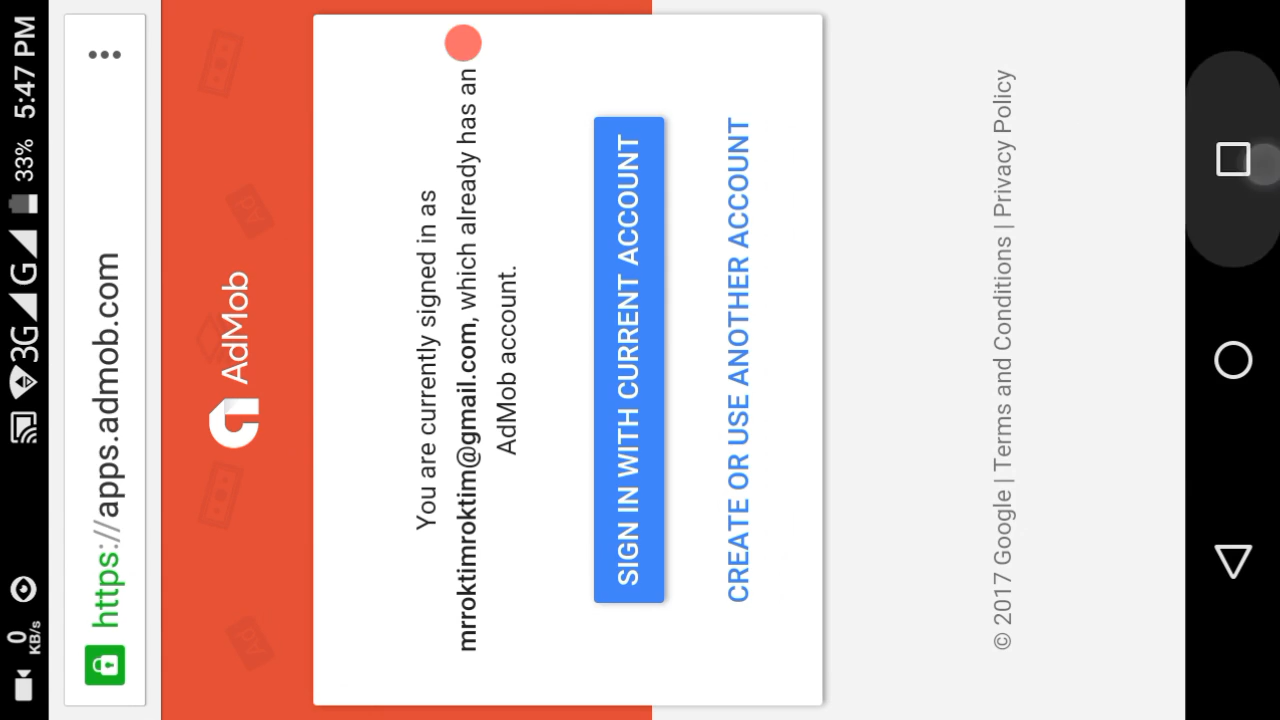 0 KB/s 3G G 33% 5:47 PM
https://apps.admob.com
AdMob
You are currently signed in as
mrroktimroktim@gmail.com, which already has an
AdMob account.
SIGN IN WITH CURRENT ACCOUNT
CREATE OR USE ANOTHER ACCOUNT
© 2017 Google | Terms and Conditions | Privacy Policy
Ad
Ad